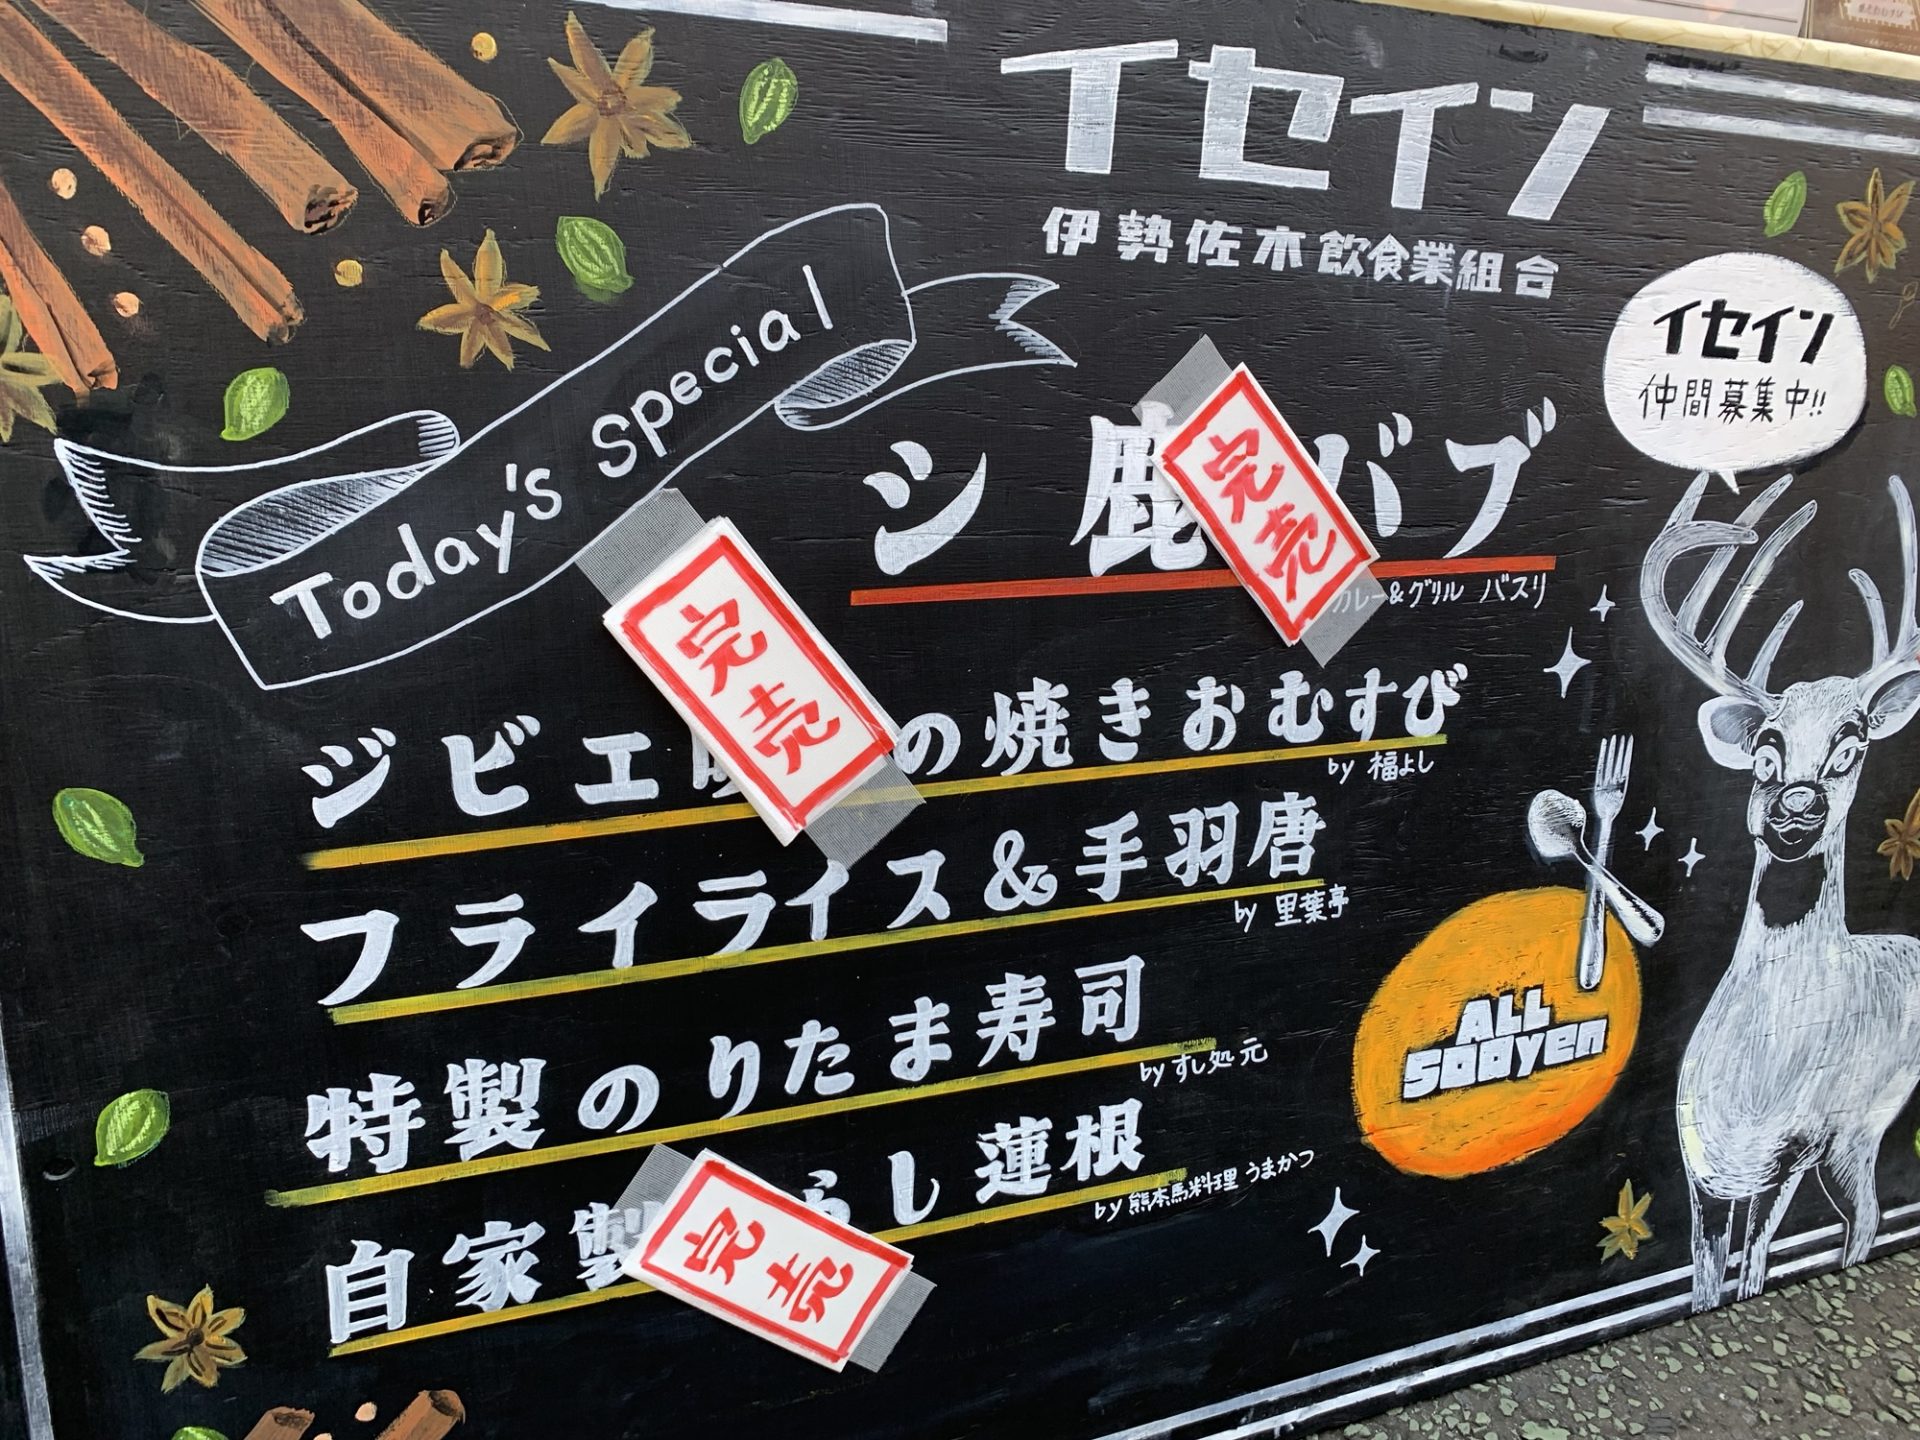 イセイン
伊勢佐木飲食業組合
イセイン
仲間募集中!!
Today's Special
シ鹿バブ
完売
カレー&グリル バスリ
完売
ジビエ の焼きおむすび
by 福よし
フライライス&手羽唐
by 里葉亭
特製のりたま寿司
by すし処 元
自家製 らし蓮根
完売
by 熊本馬料理 うまかつ
ALL
500yen